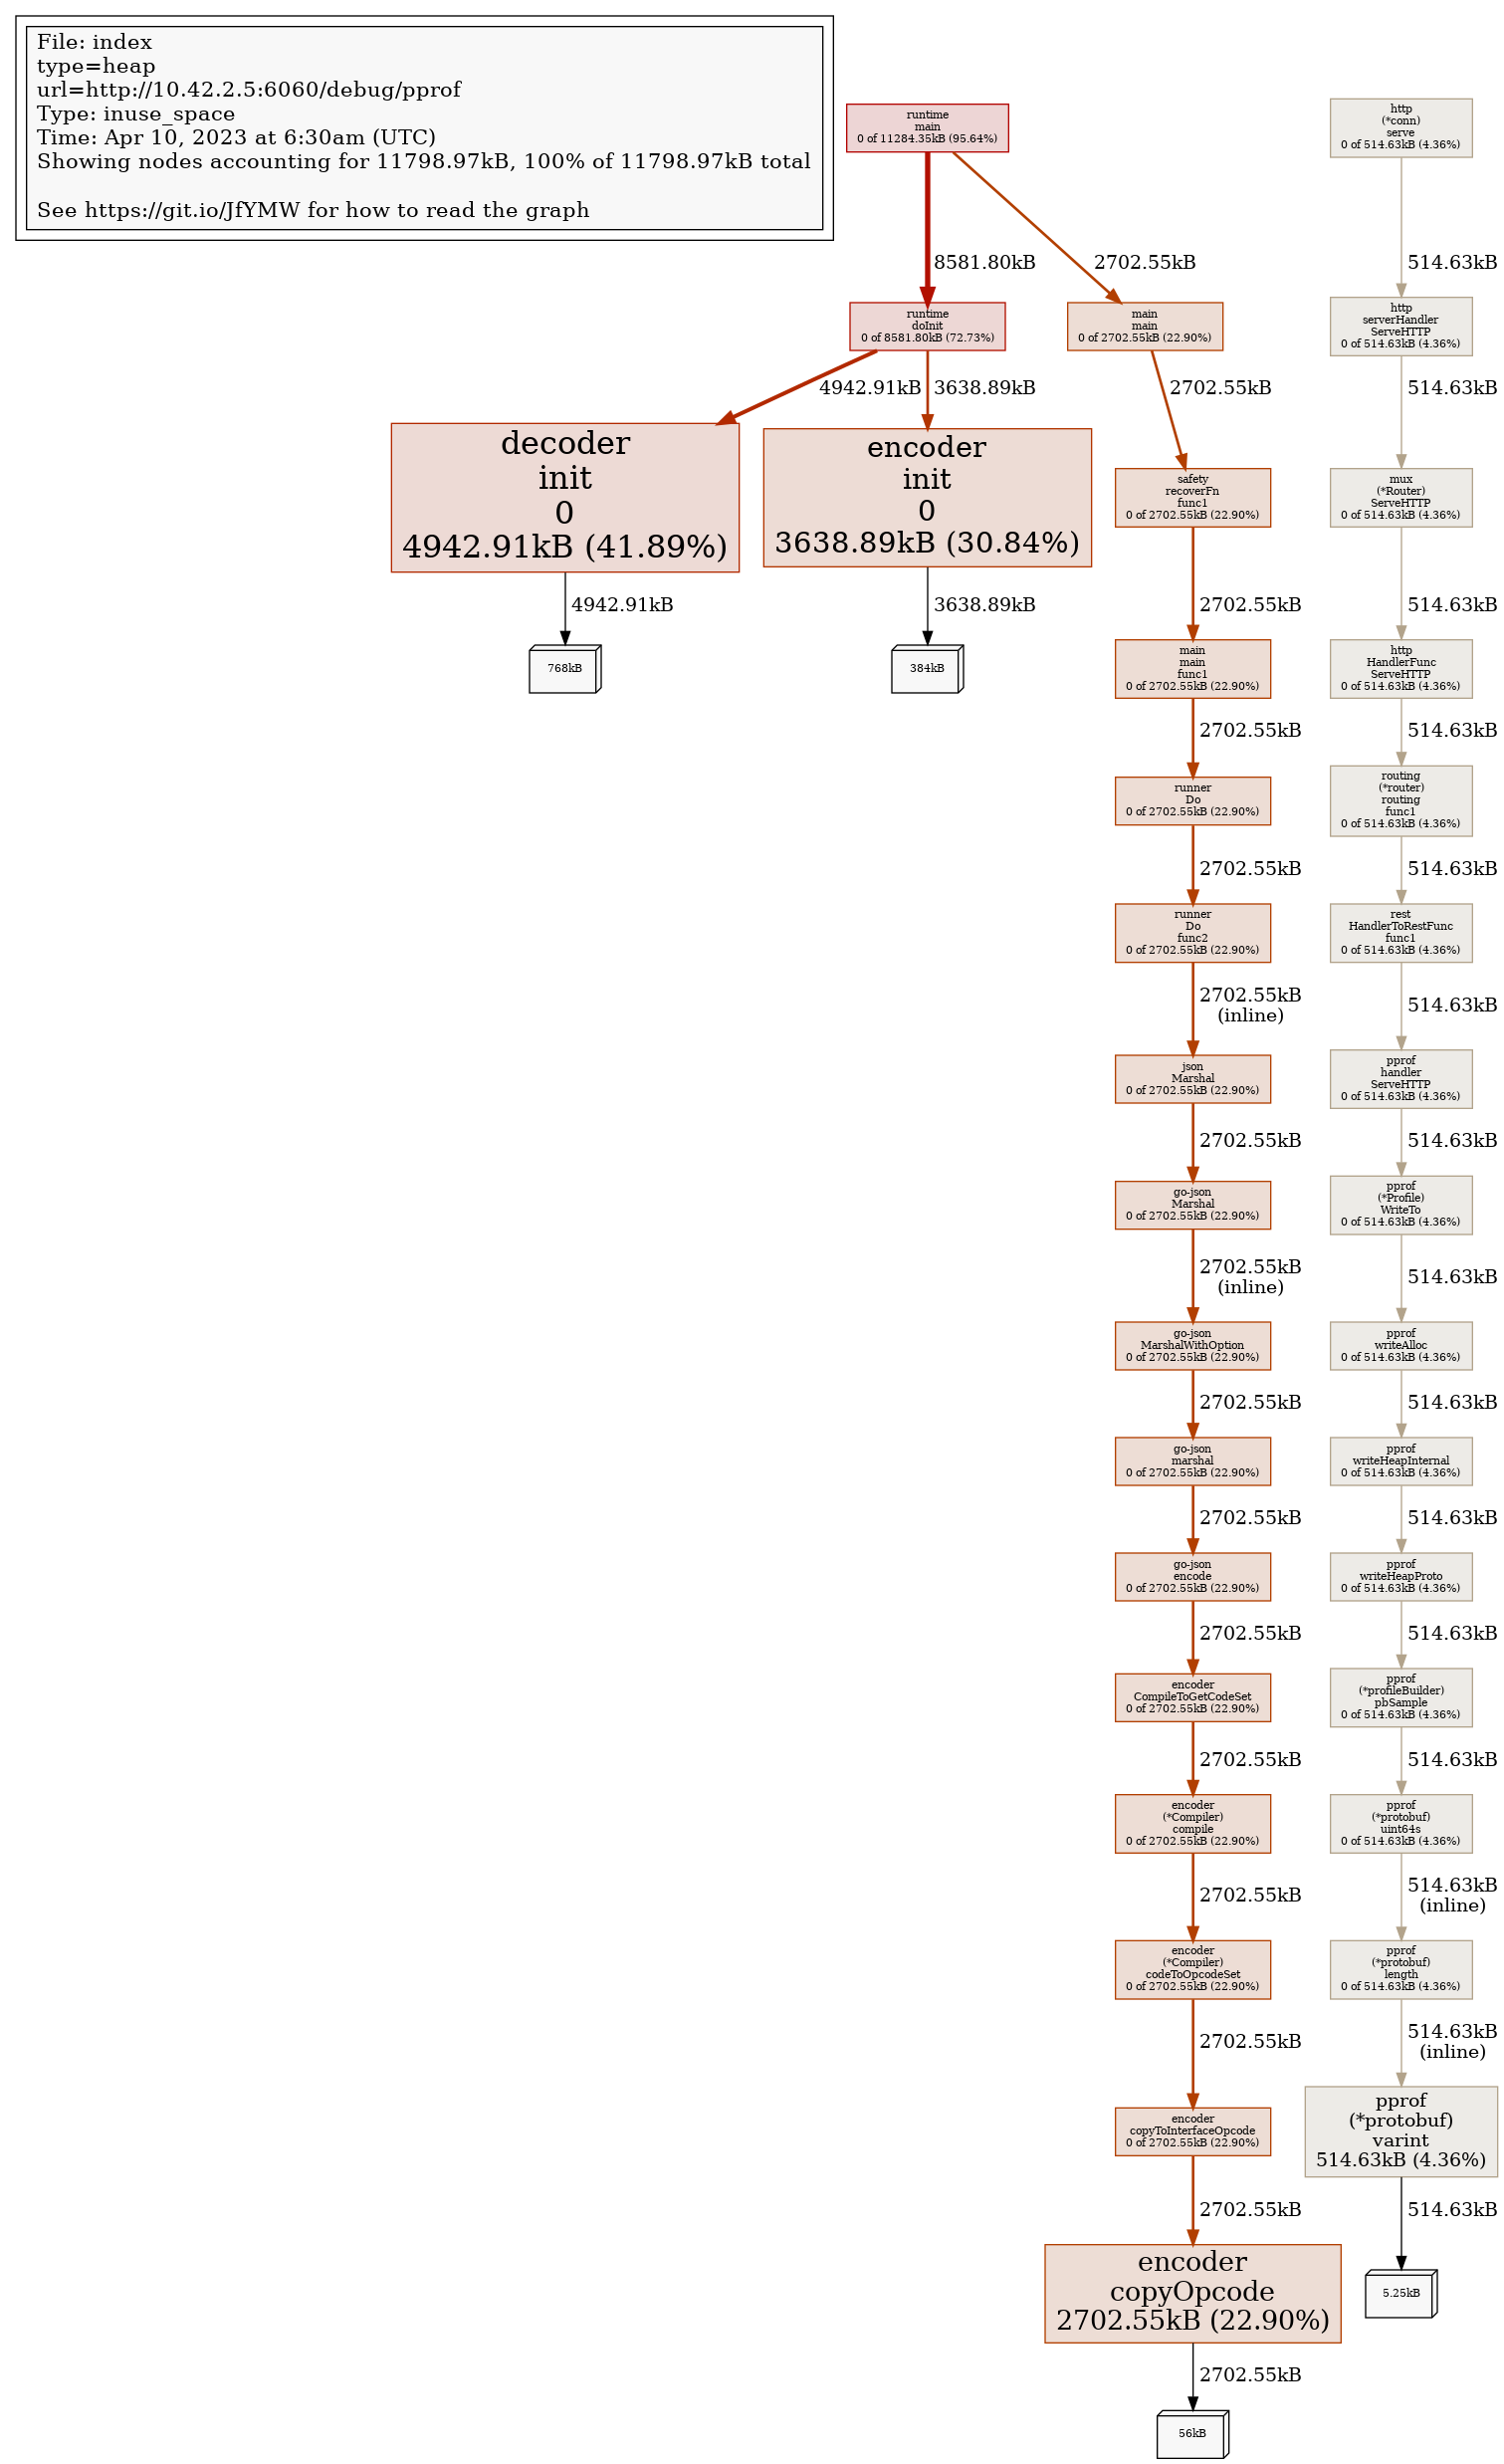 File: index
type=heap
url=http://10.42.2.5:6060/debug/pprof
Type: inuse_space
Time: Apr 10, 2023 at 6:30am (UTC)
Showing nodes accounting for 11798.97kB, 100% of 11798.97kB total
See https://git.io/JfYMW for how to read the graph
runtime
main
0 of 11284.35kB (95.64%)
http
(*conn)
serve
0 of 514.63kB (4.36%)
8581.80kB
2702.55kB
514.63kB
runtime
doInit
0 of 8581.80kB (72.73%)
main
main
0 of 2702.55kB (22.90%)
http
serverHandler
ServeHTTP
0 of 514.63kB (4.36%)
4942.91kB
3638.89kB
2702.55kB
514.63kB
decoder
init
0
4942.91kB (41.89%)
encoder
init
0
3638.89kB (30.84%)
safety
recoverFn
func1
0 of 2702.55kB (22.90%)
mux
(*Router)
ServeHTTP
0 of 514.63kB (4.36%)
4942.91kB
3638.89kB
2702.55kB
514.63kB
768kB
384kB
main
main
func1
0 of 2702.55kB (22.90%)
http
HandlerFunc
ServeHTTP
0 of 514.63kB (4.36%)
2702.55kB
514.63kB
runner
Do
0 of 2702.55kB (22.90%)
routing
(*router)
routing
func1
0 of 514.63kB (4.36%)
2702.55kB
514.63kB
runner
Do
func2
0 of 2702.55kB (22.90%)
rest
HandlerToRestFunc
func1
0 of 514.63kB (4.36%)
2702.55kB
(inline)
514.63kB
json
Marshal
0 of 2702.55kB (22.90%)
pprof
handler
ServeHTTP
0 of 514.63kB (4.36%)
2702.55kB
514.63kB
go-json
Marshal
0 of 2702.55kB (22.90%)
pprof
(*Profile)
WriteTo
0 of 514.63kB (4.36%)
2702.55kB
(inline)
514.63kB
go-json
MarshalWithOption
0 of 2702.55kB (22.90%)
pprof
writeAlloc
0 of 514.63kB (4.36%)
2702.55kB
514.63kB
go-json
marshal
0 of 2702.55kB (22.90%)
pprof
writeHeapInternal
0 of 514.63kB (4.36%)
2702.55kB
514.63kB
go-json
encode
0 of 2702.55kB (22.90%)
pprof
writeHeapProto
0 of 514.63kB (4.36%)
2702.55kB
514.63kB
encoder
CompileToGetCodeSet
0 of 2702.55kB (22.90%)
pprof
(*profileBuilder)
pbSample
0 of 514.63kB (4.36%)
2702.55kB
514.63kB
encoder
(*Compiler)
compile
0 of 2702.55kB (22.90%)
pprof
(*protobuf)
uint64s
0 of 514.63kB (4.36%)
2702.55kB
514.63kB
(inline)
encoder
(*Compiler)
codeToOpcodeSet
0 of 2702.55kB (22.90%)
pprof
(*protobuf)
length
0 of 514.63kB (4.36%)
2702.55kB
514.63kB
(inline)
encoder
copyToInterfaceOpcode
0 of 2702.55kB (22.90%)
pprof
(*protobuf)
varint
514.63kB (4.36%)
2702.55kB
514.63kB
encoder
copyOpcode
2702.55kB (22.90%)
5.25kB
2702.55kB
56kB